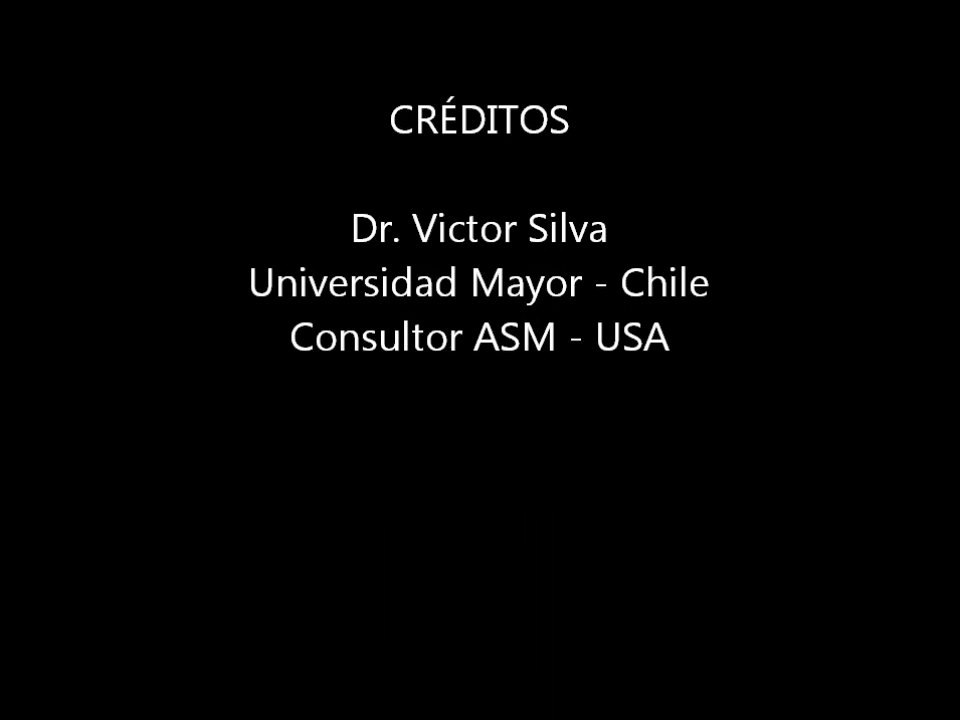 CRÉDITOS
Dr. Victor Silva
Universidad Mayor - Chile
Consultor ASM - USA